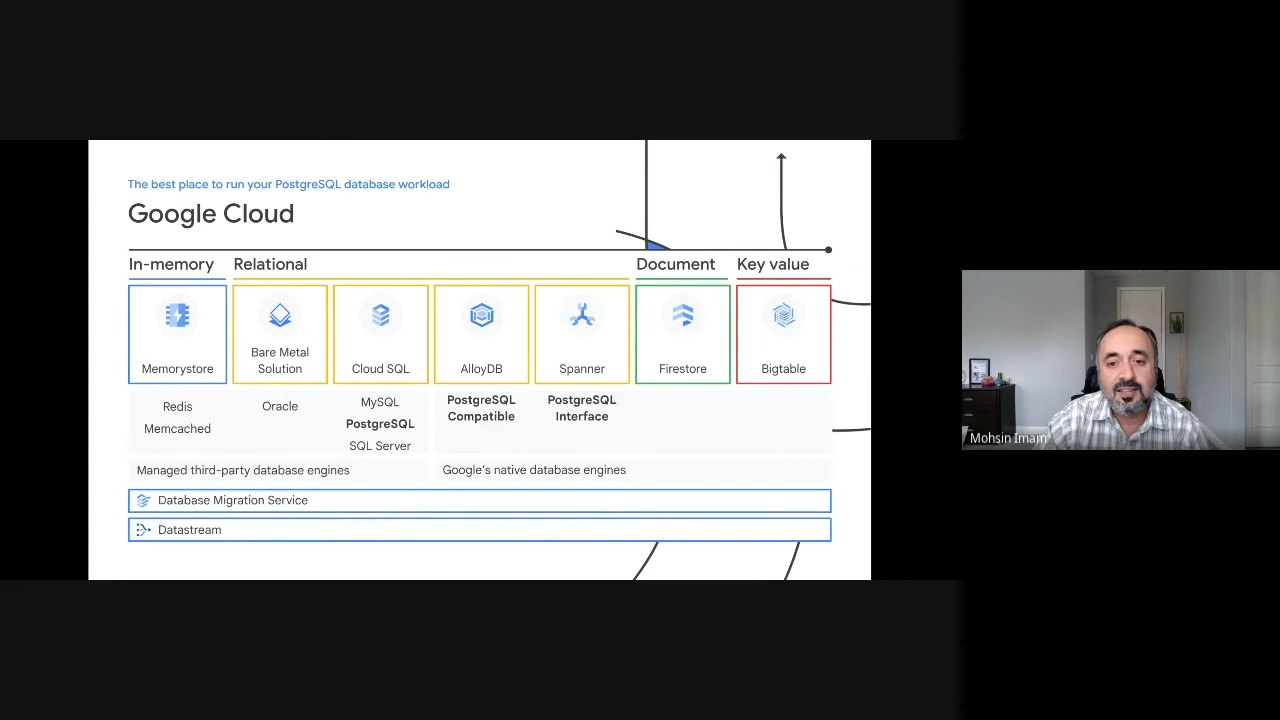 The best place to run your PostgreSQL database workload
Google Cloud
In-memory
Relational
Document
Key value
Memorystore
Bare Metal
Solution
Cloud SQL
AlloyDB
Spanner
Firestore
Bigtable
Redis
Memcached
Oracle
MySQL
PostgreSQL
SQL Server
PostgreSQL
Compatible
PostgreSQL
Interface
Managed third-party database engines
Google's native database engines
Database Migration Service
Datastream
Mohsin Imam